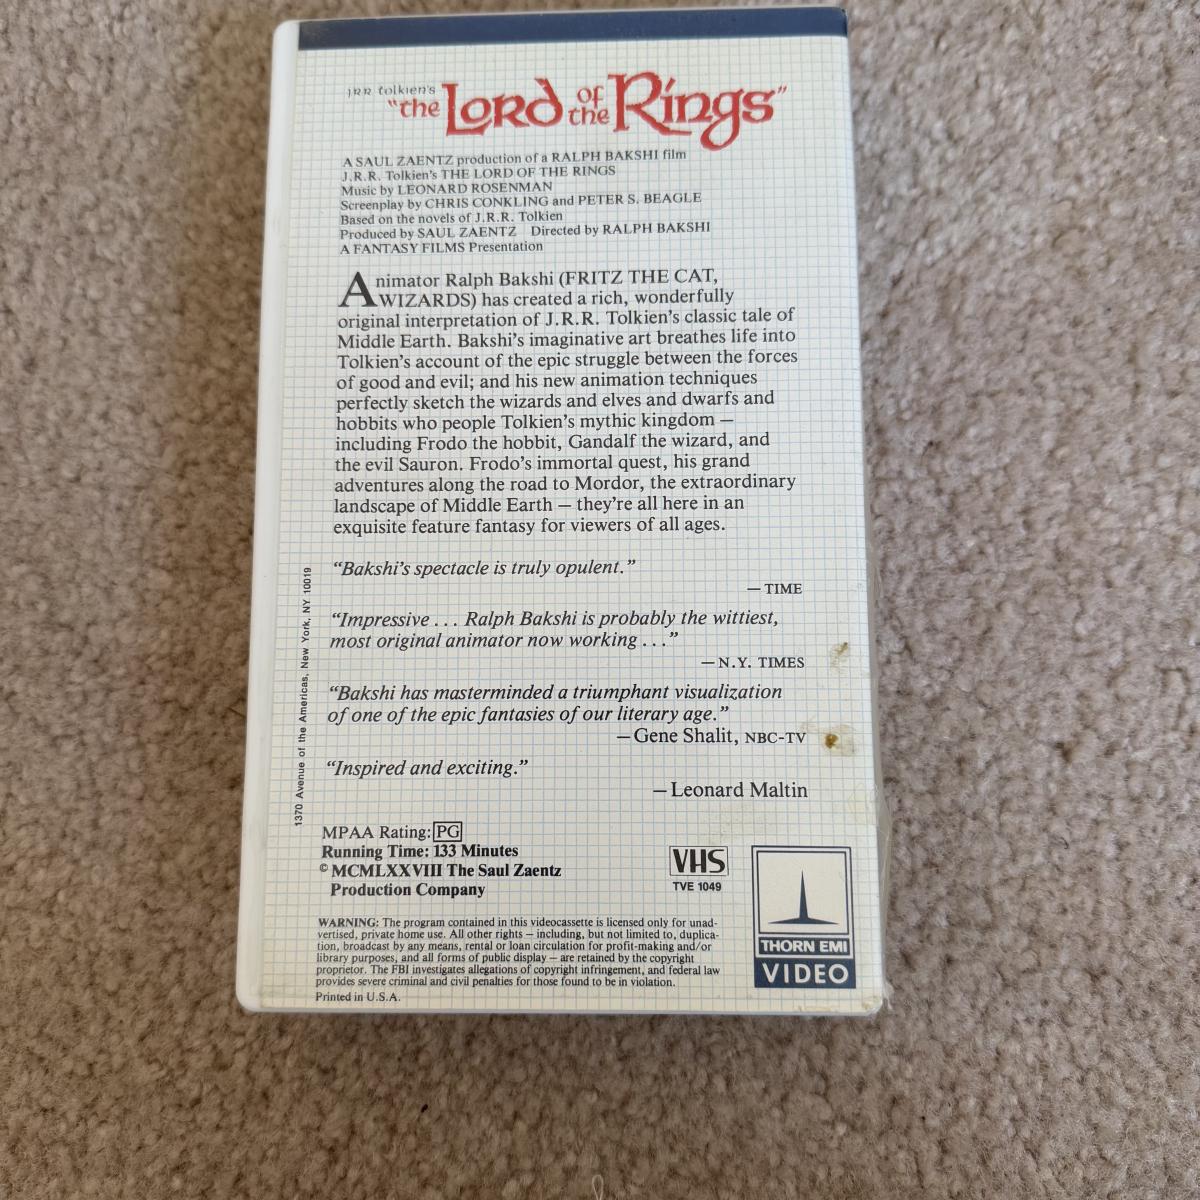 JRR tolkien's
"the Lord of the Rings"
A SAUL ZAENTZ production of a RALPH BAKSHI film
J.R.R. Tolkien's THE LORD OF THE RINGS
Music by LEONARD ROSENMAN
Screenplay by CHRIS CONKLING and PETER S. BEAGLE
Based on the novels of J.R.R. Tolkien
Produced by SAUL ZAENTZ Directed by RALPH BAKSHI
A FANTASY FILMS Presentation
Animator Ralph Bakshi (FRITZ THE CAT,
WIZARDS) has created a rich, wonderfully
original interpretation of J.R.R. Tolkien's classic tale of
Middle Earth. Bakshi's imaginative art breathes life into
Tolkien's account of the epic struggle between the forces
of good and evil; and his new animation techniques
perfectly sketch the wizards and elves and dwarfs and
hobbits who people Tolkien's mythic kingdom —
including Frodo the hobbit, Gandalf the wizard, and
the evil Sauron. Frodo's immortal quest, his grand
adventures along the road to Mordor, the extraordinary
landscape of Middle Earth — they're all here in an
exquisite feature fantasy for viewers of all ages.
"Bakshi's spectacle is truly opulent."
— TIME
"Impressive . . . Ralph Bakshi is probably the wittiest,
most original animator now working . . ."
— N.Y. TIMES
"Bakshi has masterminded a triumphant visualization
of one of the epic fantasies of our literary age."
— Gene Shalit, NBC-TV
"Inspired and exciting."
— Leonard Maltin
1370 Avenue of the Americas, New York, NY 10019
MPAA Rating: PG
Running Time: 133 Minutes
© MCMLXXVIII The Saul Zaentz
Production Company
VHS
TVE 1049
WARNING: The program contained in this videocassette is licensed only for unad-
vertised, private home use. All other rights — including, but not limited to, duplica-
tion, broadcast by any means, rental or loan circulation for profit-making and/or
library purposes, and all forms of public display — are retained by the copyright
proprietor. The FBI investigates allegations of copyright infringement, and federal law
provides severe criminal and civil penalties for those found to be in violation.
Printed in U.S.A.
THORN EMI
VIDEO